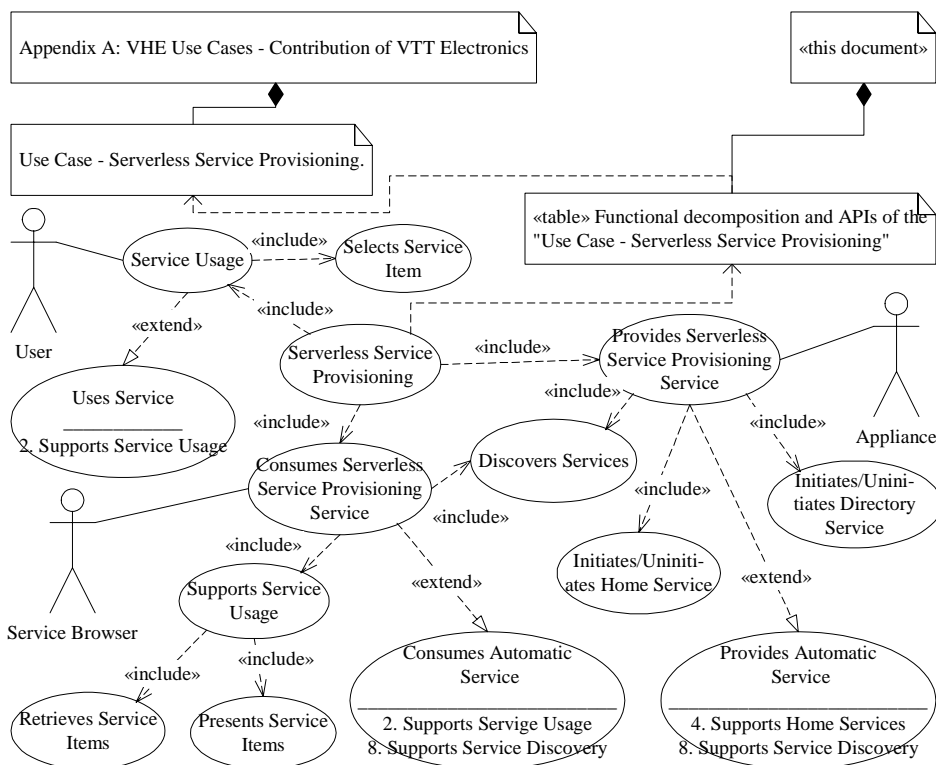 Appendix A: VHE Use Cases - Contribution of VTT Electronics
«this document»
Use Case - Serverless Service Provisioning.
«table» Functional decomposition and APIs of the
"Use Case - Serverless Service Provisioning"
«include»
Service Usage
Selects Service
Item
«include»
«extend»
User
Serverless Service
Provisioning
«include»
Provides Serverless
Service Provisioning
Service
Uses Service
2. Supports Service Usage
«include»
«include»
«include»
Appliance
Consumes Serverless
Service Provisioning
Service
Discovers Services
Initiates/Unini-
tiates Directory
Service
«include»
«include»
«include»
Initiates/Uniniti-
ates Home Service
«extend»
«extend»
Supports Service
Usage
Service Browser
«include»
«include»
Consumes Automatic
Service
2. Supports Servige Usage
8. Supports Service Discovery
Provides Automatic
Service
4. Supports Home Services
8. Supports Service Discovery
Retrieves Service
Items
Presents Service
Items